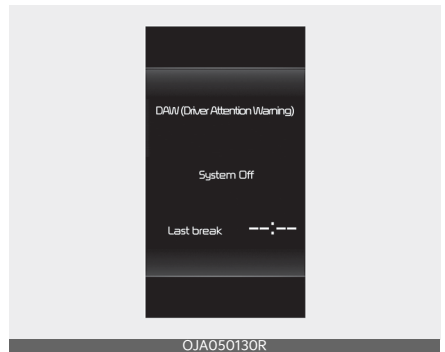 DAW (Driver Attention Warning)
System Off
Last break --:--
OJA050130R